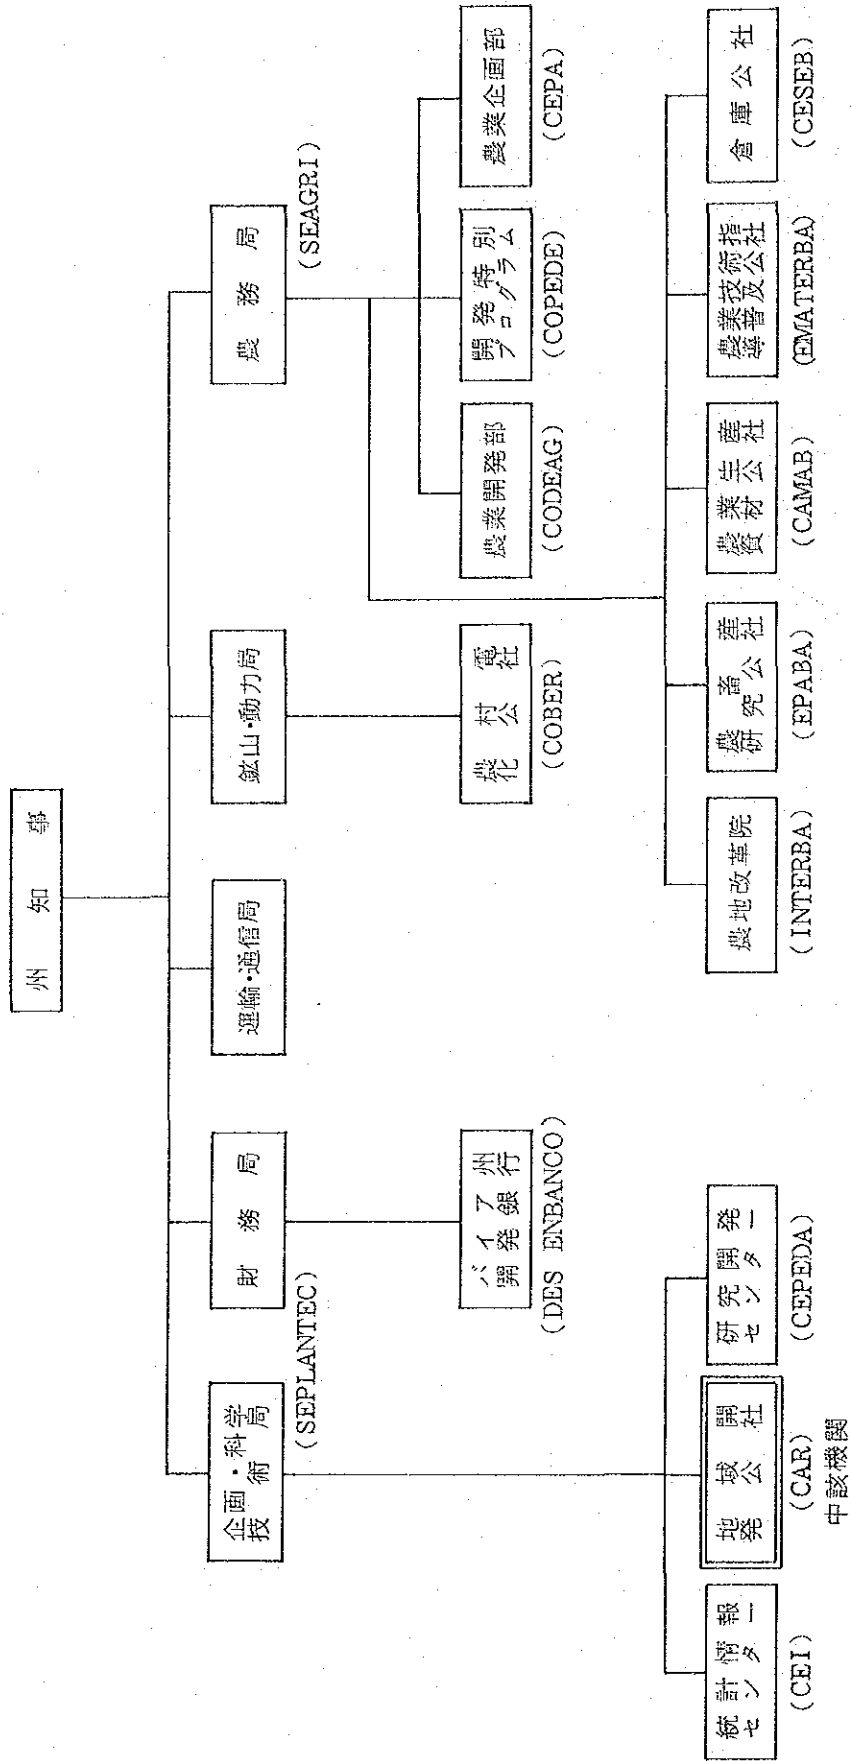 州知事
企画・科学
技術局
(SEPLANTEC)
財務局
運輸・通信局
鉱山・動力局
農務局
(SEAGRI)
バイア州
開発銀行
(DES ENBANCO)
農村電
化公社
(COBER)
農業開発部
(CODEAG)
開発特別
プログラム
(COPEDE)
農業企画部
(CEPA)
統計情報
センター
(CEI)
地域開
発公社
(CAR)
中該機関
研究開発
センター
(CEPEDA)
農地改革院
(INTERBA)
農畜産
研究公社
(EPABA)
農業生産
資材公社
(CAMAB)
農業技術指
導普及公社
(EMATERBA)
倉庫公社
(CESEB)